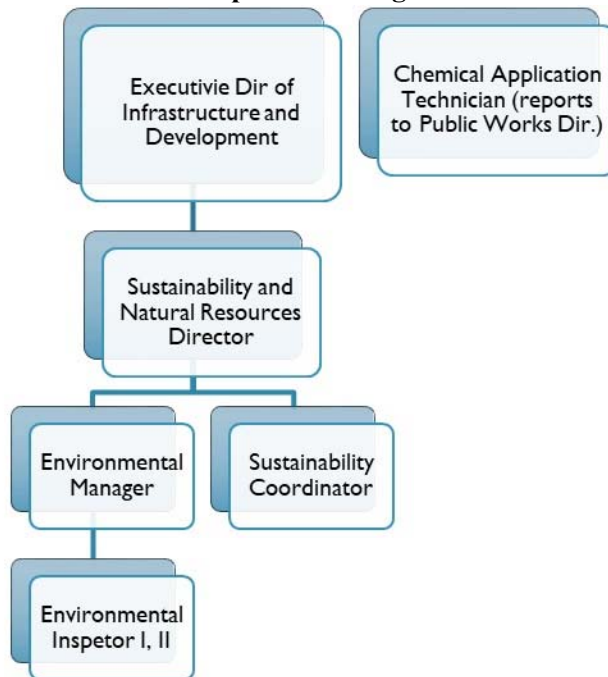 Executivie Dir of
Infrastructure and
Development
Chemical Application
Technician (reports
to Public Works Dir.)
Sustainability and
Natural Resources
Director
Environmental
Manager
Sustainability
Coordinator
Environmental
Inspetor I, II